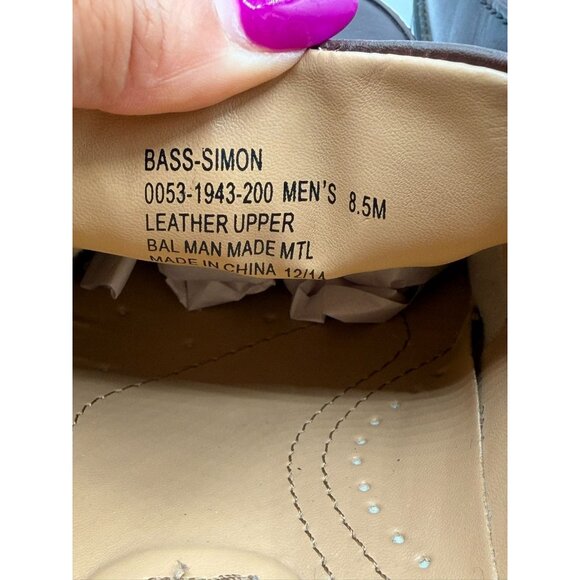 BASS-SIMON
0053-1943-200 MEN'S 8.5M
LEATHER UPPER
BAL MAN MADE MTL
MADE IN CHINA 12/14